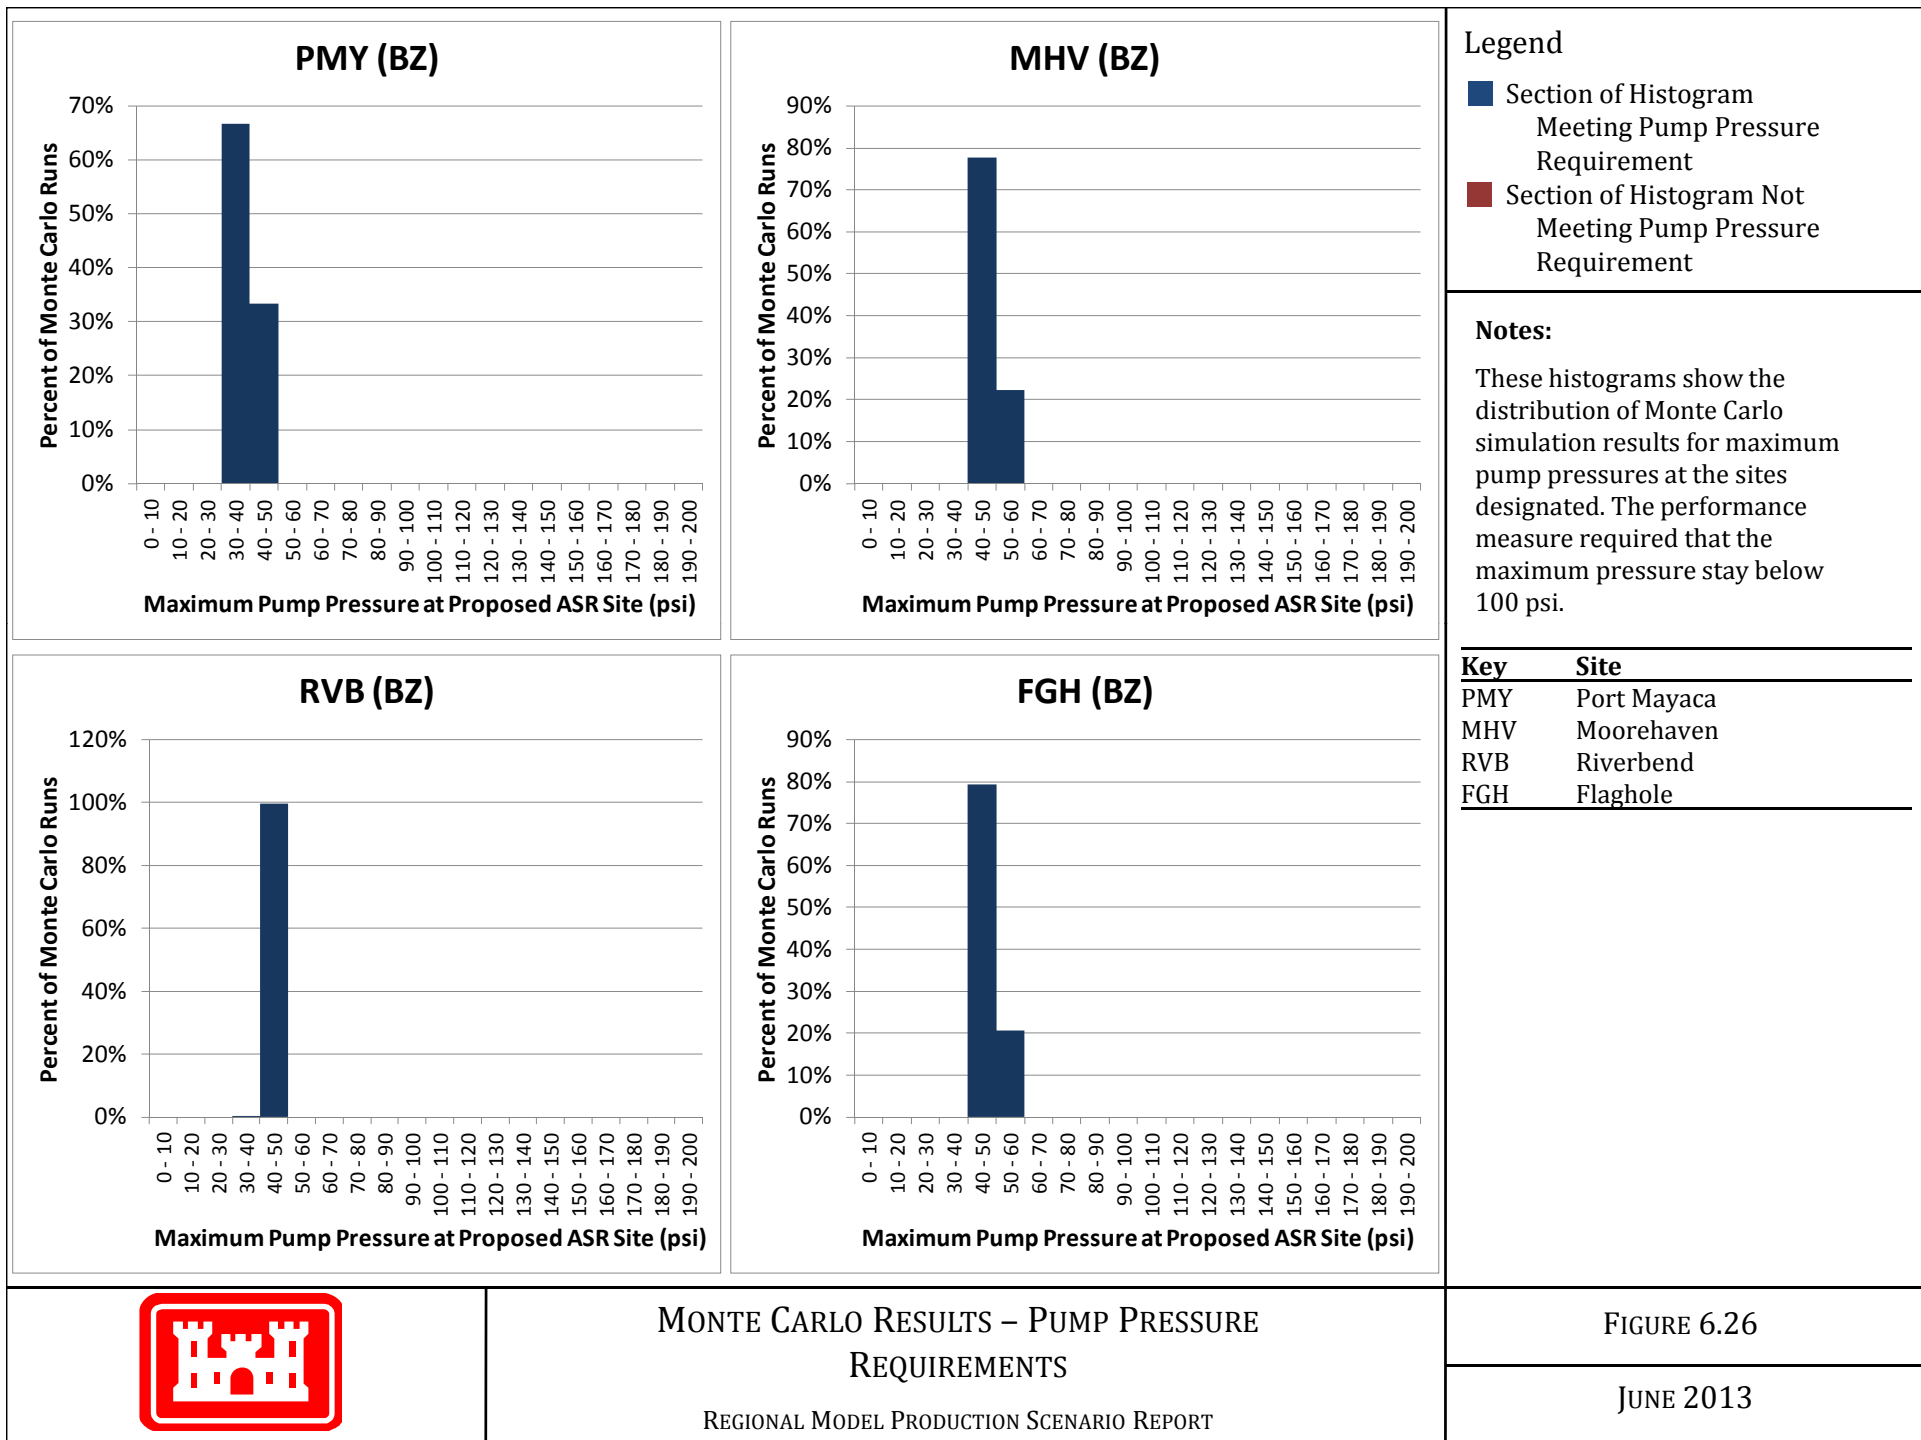 PMY (BZ)
70%
60%
50%
40%
30%
20%
10%
0%
Percent of Monte Carlo Runs
0 - 10
10 - 20
20 - 30
30 - 40
40 - 50
50 - 60
60 - 70
70 - 80
80 - 90
90 - 100
100 - 110
110 - 120
120 - 130
130 - 140
140 - 150
150 - 160
160 - 170
170 - 180
180 - 190
190 - 200
Maximum Pump Pressure at Proposed ASR Site (psi)
MHV (BZ)
90%
80%
70%
60%
50%
40%
30%
20%
10%
0%
Percent of Monte Carlo Runs
0 - 10
10 - 20
20 - 30
30 - 40
40 - 50
50 - 60
60 - 70
70 - 80
80 - 90
90 - 100
100 - 110
110 - 120
120 - 130
130 - 140
140 - 150
150 - 160
160 - 170
170 - 180
180 - 190
190 - 200
Maximum Pump Pressure at Proposed ASR Site (psi)
RVB (BZ)
120%
100%
80%
60%
40%
20%
0%
Percent of Monte Carlo Runs
0 - 10
10 - 20
20 - 30
30 - 40
40 - 50
50 - 60
60 - 70
70 - 80
80 - 90
90 - 100
100 - 110
110 - 120
120 - 130
130 - 140
140 - 150
150 - 160
160 - 170
170 - 180
180 - 190
190 - 200
Maximum Pump Pressure at Proposed ASR Site (psi)
FGH (BZ)
90%
80%
70%
60%
50%
40%
30%
20%
10%
0%
Percent of Monte Carlo Runs
0 - 10
10 - 20
20 - 30
30 - 40
40 - 50
50 - 60
60 - 70
70 - 80
80 - 90
90 - 100
100 - 110
110 - 120
120 - 130
130 - 140
140 - 150
150 - 160
160 - 170
170 - 180
180 - 190
190 - 200
Maximum Pump Pressure at Proposed ASR Site (psi)
Legend
Section of Histogram
Meeting Pump Pressure
Requirement
Section of Histogram Not
Meeting Pump Pressure
Requirement
Notes:
These histograms show the
distribution of Monte Carlo
simulation results for maximum
pump pressures at the sites
designated. The performance
measure required that the
maximum pressure stay below
100 psi.
Key Site
PMY Port Mayaca
MHV Moorehaven
RVB Riverbend
FGH Flaghole
MONTE CARLO RESULTS – PUMP PRESSURE
REQUIREMENTS
REGIONAL MODEL PRODUCTION SCENARIO REPORT
FIGURE 6.26
JUNE 2013